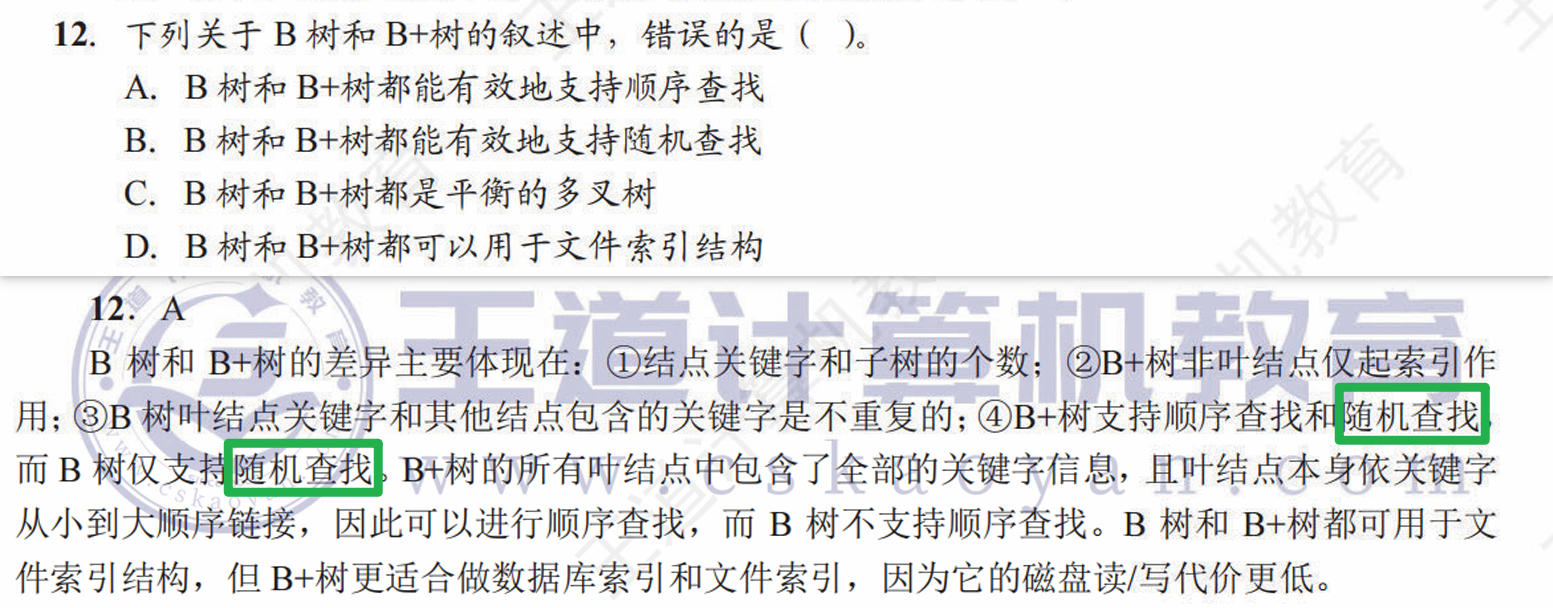 12. 下列关于 B 树和 B+树的叙述中，错误的是（  ）。
A. B 树和 B+树都能有效地支持顺序查找
B. B 树和 B+树都能有效地支持随机查找
C. B 树和 B+树都是平衡的多叉树
D. B 树和 B+树都可以用于文件索引结构
王道计算机教育
www.cskaoyan.com
12. A
B 树和 B+树的差异主要体现在：①结点关键字和子树的个数；②B+树非叶结点仅起索引作
用；③B 树叶结点关键字和其他结点包含的关键字是不重复的；④B+树支持顺序查找和随机查找，
而 B 树仅支持随机查找。B+树的所有叶结点中包含了全部的关键字信息，且叶结点本身依关键字
从小到大顺序链接，因此可以进行顺序查找，而 B 树不支持顺序查找。B 树和 B+树都可用于文
件索引结构，但 B+树更适合做数据库索引和文件索引，因为它的磁盘读/写代价更低。